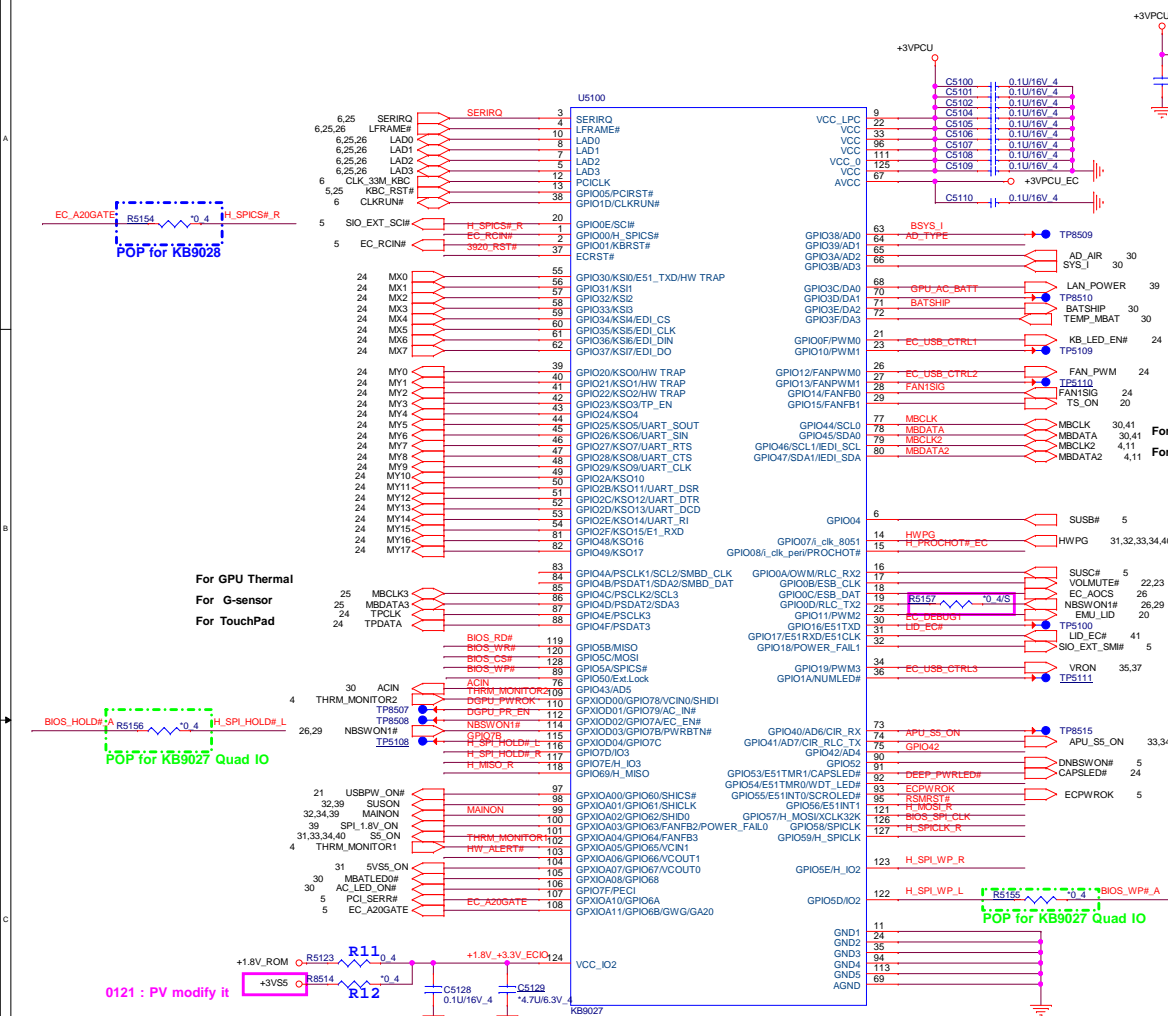 +3VPCU
+3VPCU
C5100 0.1U/16V_4
C5101 0.1U/16V_4
C5102 0.1U/16V_4
C5104 0.1U/16V_4
C5105 0.1U/16V_4
C5106 0.1U/16V_4
C5107 0.1U/16V_4
C5108 0.1U/16V_4
C5109 0.1U/16V_4
+3VPCU_EC
C5110 0.1U/16V_4
U5100
A
B
C
6,25 SERIRQ SERIRQ 3 SERIRQ
6,25,26 LFRAME# 4 LFRAME#
6,25,26 LAD0 10 LAD0
6,25,26 LAD1 8 LAD1
6,25,26 LAD2 7 LAD2
6,25,26 LAD3 5 LAD3
6 CLK_33M_KBC 12 PCICLK
5,25 KBC_RST# 13 GPIO05/PCIRST#
6 CLKRUN# 38 GPIO1D/CLKRUN#
EC_A20GATE R5154 *0_4 H_SPICS#_R
POP for KB9028
5 SIO_EXT_SCI# 20 GPIO0E/SCI#
H_SPICS#_R 1 GPIO00/H_SPICS#
5 EC_RCIN# EC_RCIN# 2 GPIO01/KBRST#
3920_RST# 37 ECRST#
24 MX0 55 GPIO30/KSI0/E51_TXD/HW TRAP
24 MX1 56 GPIO31/KSI1
24 MX2 57 GPIO32/KSI2
24 MX3 58 GPIO33/KSI3
24 MX4 59 GPIO34/KSI4/EDI_CS
24 MX5 60 GPIO35/KSI5/EDI_CLK
24 MX6 61 GPIO36/KSI6/EDI_DIN
24 MX7 62 GPIO37/KSI7/EDI_DO
24 MY0 39 GPIO20/KSO0/HW TRAP
24 MY1 40 GPIO21/KSO1/HW TRAP
24 MY2 41 GPIO22/KSO2/HW TRAP
24 MY3 42 GPIO23/KSO3/TP_EN
24 MY4 43 GPIO24/KSO4
24 MY5 44 GPIO25/KSO5/UART_SOUT
24 MY6 45 GPIO26/KSO6/UART_SIN
24 MY7 46 GPIO27/KSO7/UART_RTS
24 MY8 47 GPIO28/KSO8/UART_CTS
24 MY9 48 GPIO29/KSO9/UART_CLK
24 MY10 49 GPIO2A/KSO10
24 MY11 50 GPIO2B/KSO11/UART_DSR
24 MY12 51 GPIO2C/KSO12/UART_DTR
24 MY13 52 GPIO2D/KSO13/UART_DCD
24 MY14 53 GPIO2E/KSO14/UART_RI
24 MY15 54 GPIO2F/KSO15/E1_RXD
24 MY16 81 GPIO48/KSO16
24 MY17 82 GPIO49/KSO17
For GPU Thermal
For G-sensor
For TouchPad
83 GPIO4A/PSCLK1/SCL2/SMBD_CLK
84 GPIO4B/PSDAT1/SDA2/SMBD_DAT
25 MBCLK3 85 GPIO4C/PSCLK2/SCL3
25 MBDATA3 86 GPIO4D/PSDAT2/SDA3
24 TPCLK 87 GPIO4E/PSCLK3
24 TPDATA 88 GPIO4F/PSDAT3
BIOS_RD# 119 GPIO5B/MISO
BIOS_WR# 120 GPIO5C/MOSI
BIOS_CS# 128 GPIO5A/SPICS#
BIOS_WP# 89 GPIO50/Ext.Lock
30 ACIN ACIN 76 GPIO43/AD5
4 THRM_MONITOR2 THRM_MONITOR2 109 GPXIOD00/GPIO78/VCIN0/SHIDI
TP8507 DGPU_PWROK 110 GPXIOD01/GPIO79/AC_IN#
TP8508 DGPU_PR_EN 112 GPXIOD02/GPIO7A/EC_EN#
26,29 NBSWON1# NBSWON1# 114 GPXIOD03/GPIO7B/PWRBTN#
TP5108 GPIO7B 115 GPXIOD04/GPIO7C
H_SPI_HOLD#_L 116 GPIO7D/IO3
H_SPI_HOLD#_R 117 GPIO7E/H_IO3
H_MISO_R 118 GPIO69/H_MISO
BIOS_HOLD#_A R5156 *0_4 H_SPI_HOLD#_L
POP for KB9027 Quad IO
21 USBPW_ON# 97 GPXIOA00/GPIO60/SHICS#
32,39 SUSON 98 GPXIOA01/GPIO61/SHICLK
32,34,39 MAINON MAINON 99 GPXIOA02/GPIO62/SHID0
39 SPI_1.8V_ON 100 GPXIOA03/GPIO63/FANFB2/POWER_FAIL0
31,33,34,40 S5_ON 101 GPXIOA04/GPIO64/FANFB3
4 THRM_MONITOR1 THRM_MONITOR1 102 GPXIOA05/GPIO65/VCIN1
HW_ALERT# 103 GPXIOA06/GPIO66/VCOUT1
31 5VS5_ON 104 GPXIOA07/GPIO67/VCOUT0
30 MBATLED0# 105 GPXIOA08/GPIO68
30 AC_LED_ON# 106 GPIO7F/PECI
5 PCI_SERR# 107 GPXIOA10/GPIO6A
5 EC_A20GATE EC_A20GATE 108 GPXIOA11/GPIO6B/GWG/GA20
+1.8V_ROM R5123 R11 *0_4 +1.8V_+3.3V_ECIO 124 VCC_IO2
+3VS5 R8514 R12 *0_4
0121 : PV modify it
C5128 0.1U/16V_4
C5129 *4.7U/6.3V_4
KB9027
VCC_LPC 9
VCC 22
VCC 33
VCC 96
VCC_0 111
VCC 125
AVCC 67
GPIO38/AD0 63 BSYS_I TP8509
GPIO39/AD1 64 AD_TYPE
GPIO3A/AD2 65 AD_AIR 30
GPIO3B/AD3 66 SYS_I 30
GPIO3C/DA0 68 LAN_POWER 39
GPIO3D/DA1 70 GPU_AC_BATT TP8510
GPIO3E/DA2 71 BATSHIP BATSHIP 30
GPIO3F/DA3 72 TEMP_MBAT 30
GPIO0F/PWM0 21 KB_LED_EN# 24
GPIO10/PWM1 23 EC_USB_CTRL1 TP5109
GPIO12/FANPWM0 26 FAN_PWM 24
GPIO13/FANPWM1 27 EC_USB_CTRL2 TP5110
GPIO14/FANFB0 28 FAN1SIG FAN1SIG 24
GPIO15/FANFB1 29 TS_ON 20
GPIO44/SCL0 77 MBCLK MBCLK 30,41
GPIO45/SDA0 78 MBDATA MBDATA 30,41 For
GPIO46/SCL1/IEDI_SCL 79 MBCLK2 MBCLK2 4,11
GPIO47/SDA1/IEDI_SDA 80 MBDATA2 MBDATA2 4,11 For
GPIO04 6 SUSB# 5
GPIO07/i_clk_8051 14 HWPG HWPG 31,32,33,34,40
GPIO08/i_clk_peri/PROCHOT# 15 H_PROCHOT#_EC
GPIO0A/OWM/RLC_RX2 16 SUSC# 5
GPIO0B/ESB_CLK 17 VOLMUTE# 22,23
GPIO0C/ESB_DAT 18 EC_AOCS 26
GPIO0D/RLC_TX2 19 R5157 *0_4/S NBSWON1# 26,29
GPIO11/PWM2 25 EMU_LID 20
GPIO16/E51TXD 30 EC_DEBUG1 TP5100
GPIO17/E51RXD/E51CLK 31 LID_EC# LID_EC# 41
GPIO18/POWER_FAIL1 32 SIO_EXT_SMI# 5
GPIO19/PWM3 34 VRON 35,37
GPIO1A/NUMLED# 36 EC_USB_CTRL3 TP5111
GPIO40/AD6/CIR_RX 73 TP8515
GPIO41/AD7/CIR_RLC_TX 74 APU_S5_ON APU_S5_ON 33,34
GPIO42/AD4 75 GPIO42
GPIO52 90 DNBSWON# 5
GPIO53/E51TMR1/CAPSLED# 91 CAPSLED# 24
GPIO54/E51TMR0/WDT_LED# 92 DEEP_PWRLED#
GPIO55/E51INT0/SCROLED# 93 ECPWROK ECPWROK 5
GPIO56/E51INT1 95 RSMRST#
GPIO57/H_MOSI/XCLK32K 121 H_MOSI_R
GPIO58/SPICLK 126 BIOS_SPI_CLK
GPIO59/H_SPICLK 127 H_SPICLK_R
GPIO5E/H_IO2 123 H_SPI_WP_R
GPIO5D/IO2 122 H_SPI_WP_L R5155 *0_4 BIOS_WP#_A
POP for KB9027 Quad IO
GND1 11
GND2 24
GND3 35
GND4 94
GND5 113
AGND 69